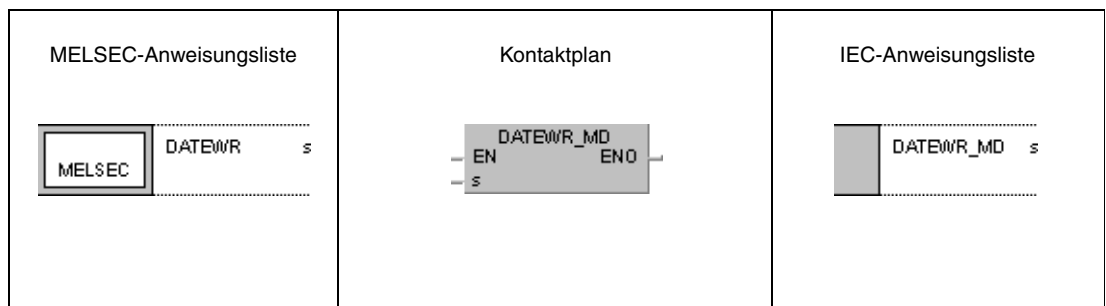 MELSEC-Anweisungsliste
MELSEC
DATEWR s
Kontaktplan
DATEWR_MD
EN ENO
s
IEC-Anweisungsliste
DATEWR_MD s